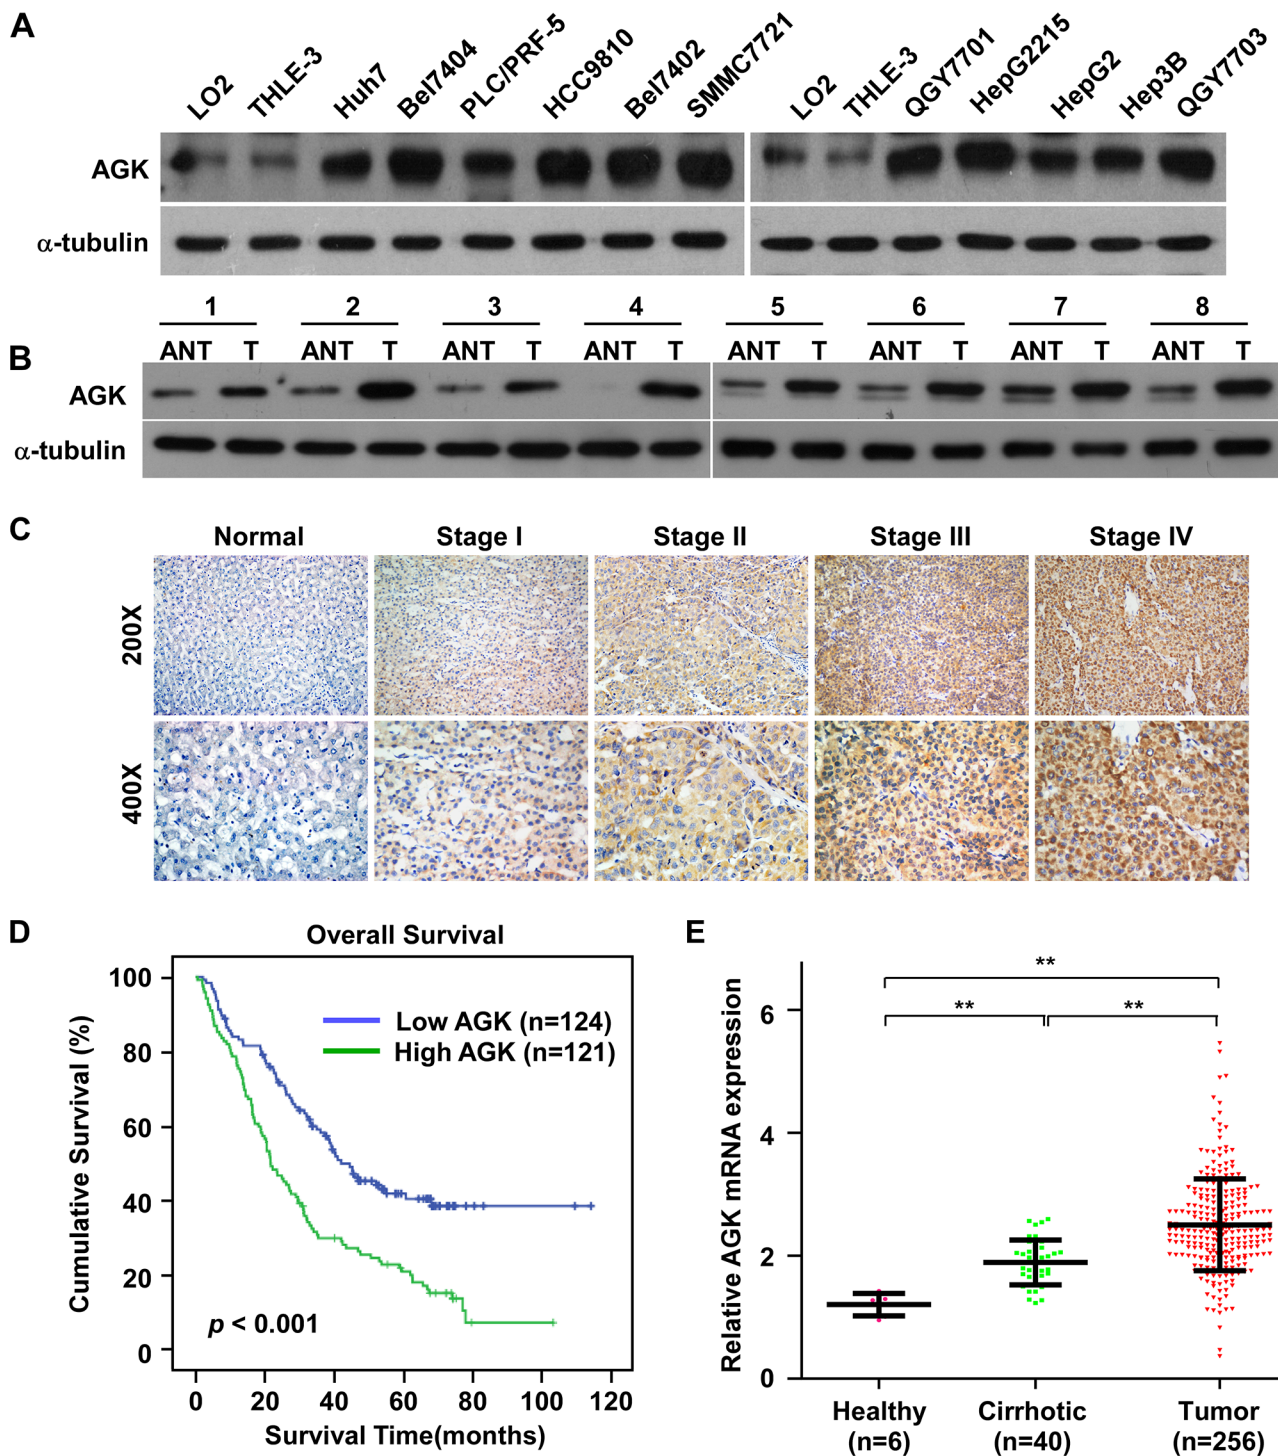 A
LO2 THLE-3 Huh7 Bel7404 PLC/PRF-5 HCC9810 Bel7402 SMMC7721 LO2 THLE-3 QGY7701 HepG2215 HepG2 Hep3B QGY7703
AGK
α-tubulin
1 2 3 4 5 6 7 8
B
ANT T ANT T ANT T ANT T ANT T ANT T ANT T ANT T
AGK
α-tubulin
C
Normal Stage I Stage II Stage III Stage IV
200X
400X
D
Overall Survival
Cumulative Survival (%)
100
80
60
40
20
0
Low AGK (n=124)
High AGK (n=121)
p < 0.001
0 20 40 60 80 100 120
Survival Time(months)
E
Relative AGK mRNA expression
6
4
2
0
**
** **
Healthy Cirrhotic Tumor
(n=6) (n=40) (n=256)